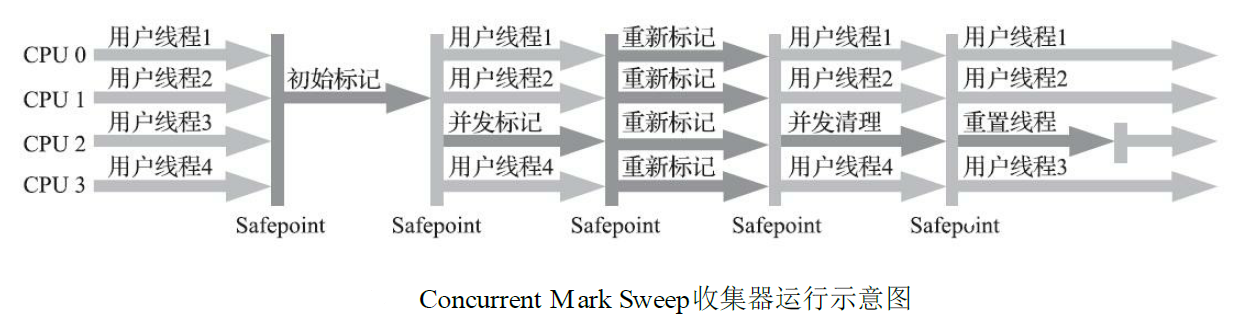 CPU 0 用户线程1 用户线程1 重新标记 用户线程1 用户线程1
CPU 1 用户线程2 初始标记 用户线程2 重新标记 用户线程2 用户线程2
CPU 2 用户线程3 并发标记 重新标记 并发清理 重置线程
CPU 3 用户线程4 用户线程4 重新标记 用户线程4 用户线程3
Safepoint Safepoint Safepoint Safepoint Safepoint
Concurrent Mark Sweep收集器运行示意图